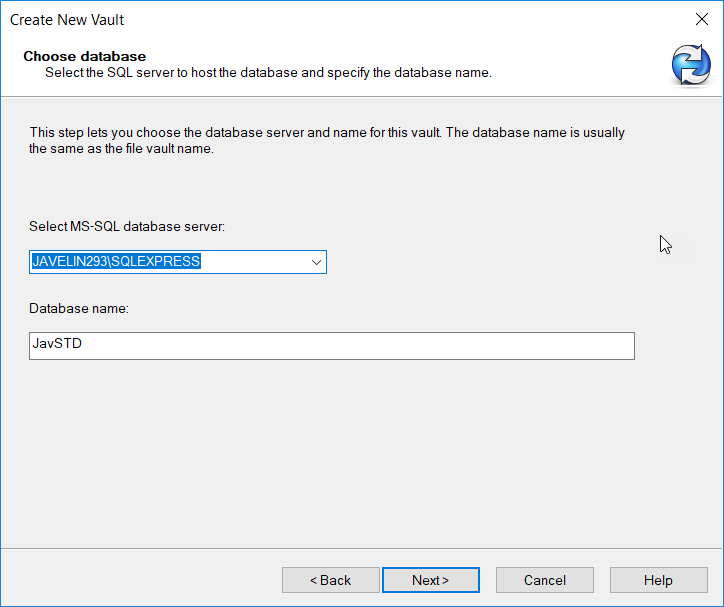 Create New Vault
Choose database
Select the SQL server to host the database and specify the database name.
This step lets you choose the database server and name for this vault. The database name is usually
the same as the file vault name.
Select MS-SQL database server:
JAVELIN293\SQLEXPRESS
Database name:
JavSTD
< Back
Next >
Cancel
Help